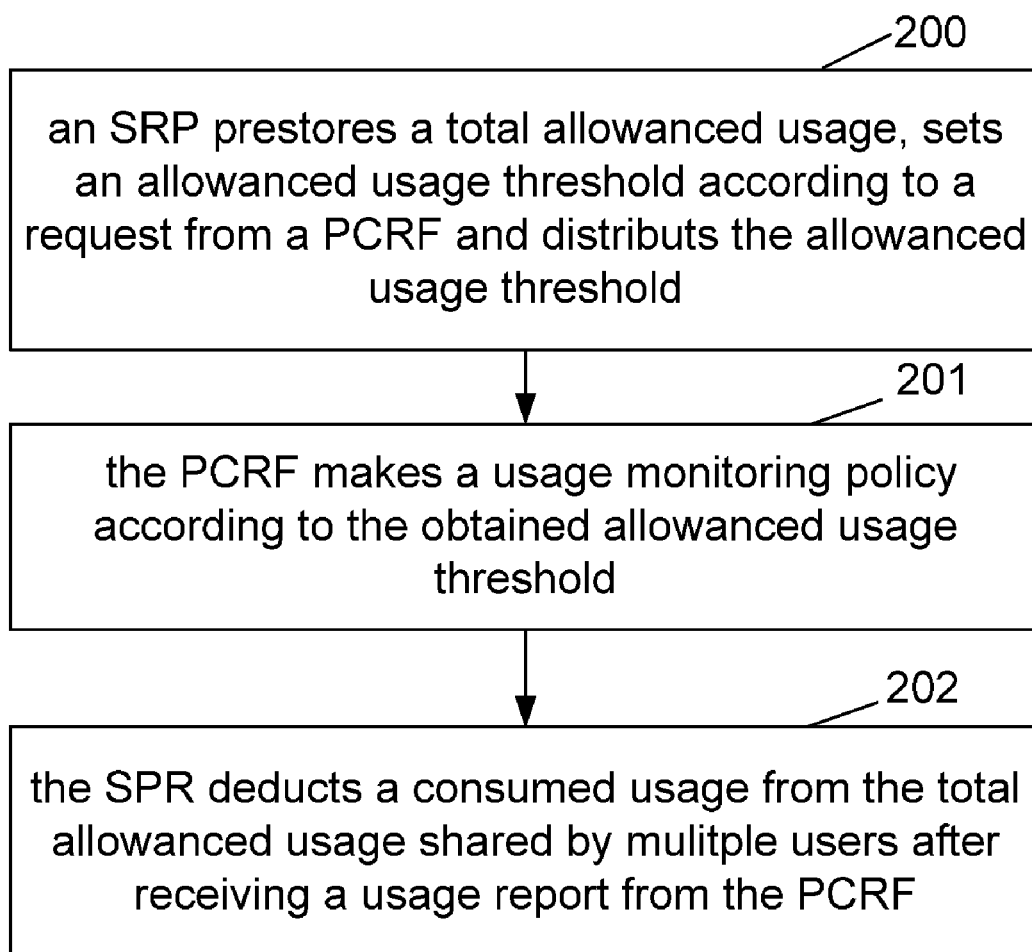 200
an SRP prestores a total allowanced usage, sets
an allowanced usage threshold according to a
request from a PCRF and distributs the allowanced
usage threshold
201
the PCRF makes a usage monitoring policy
according to the obtained allowanced usage
threshold
202
the SPR deducts a consumed usage from the total
allowanced usage shared by mulitple users after
receiving a usage report from the PCRF